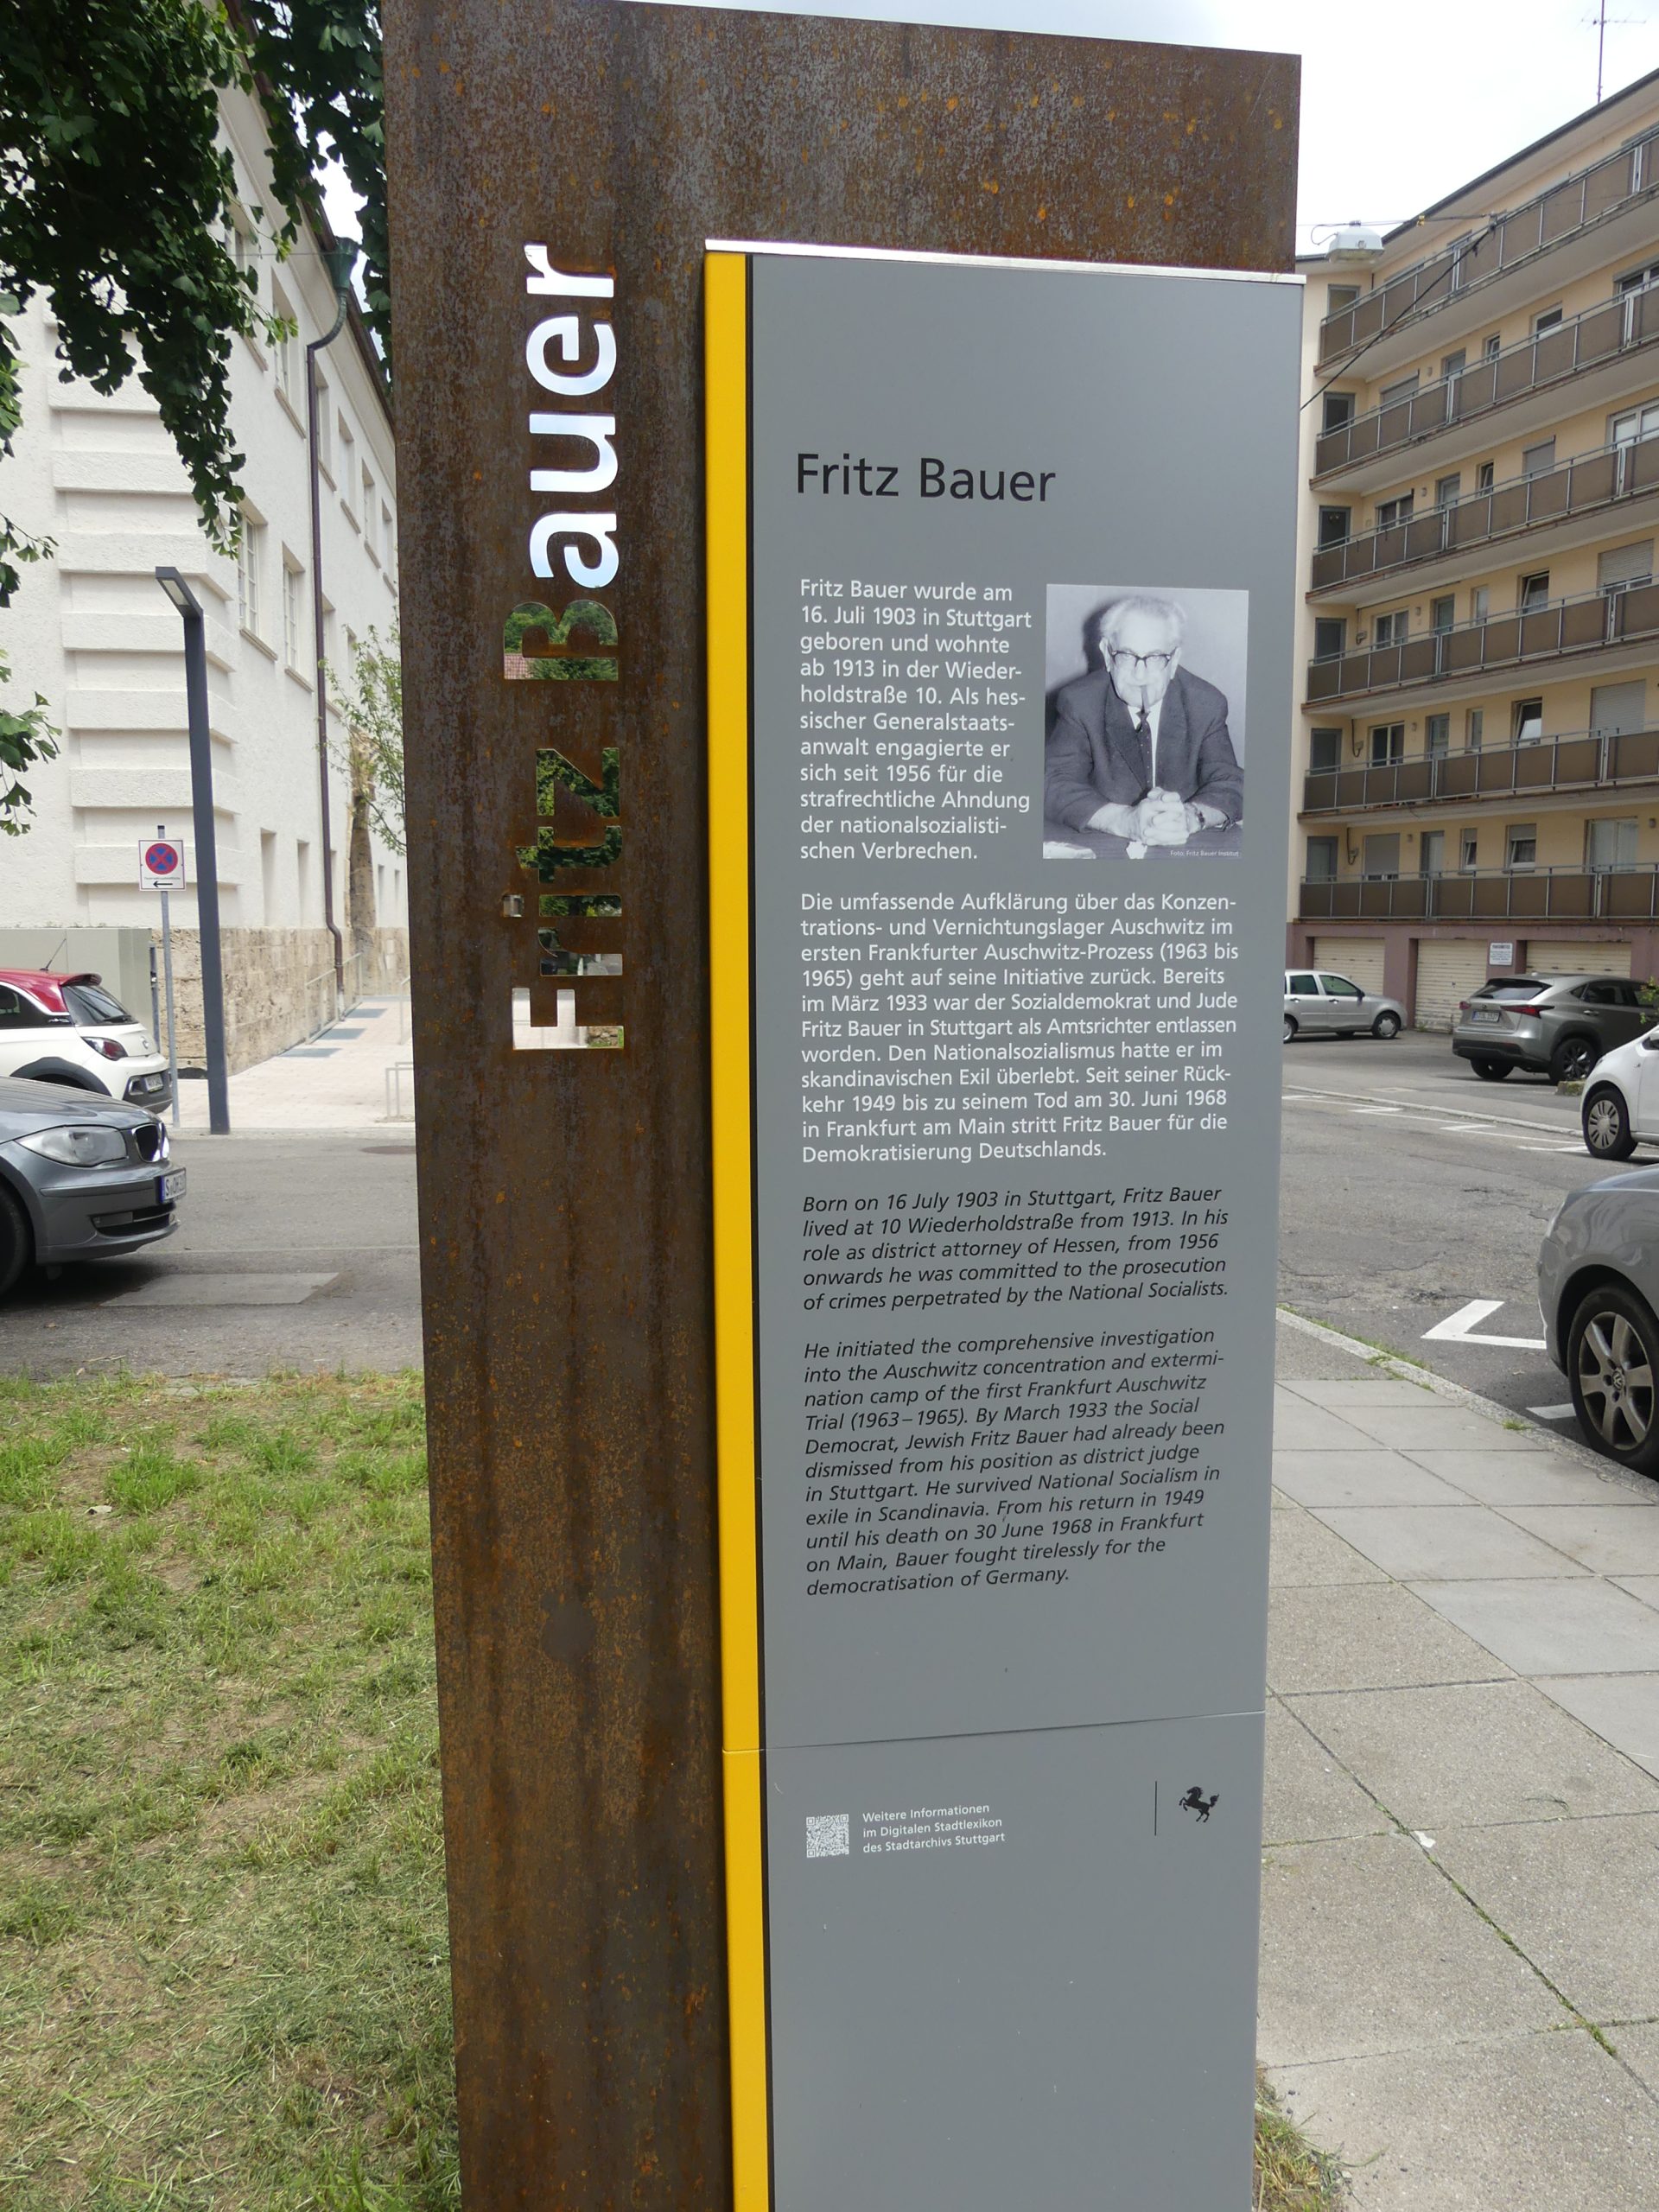 Fritz Bauer
Fritz Bauer
Fritz Bauer wurde am
16. Juli 1903 in Stuttgart
geboren und wohnte
ab 1913 in der Wieder-
holdstraße 10. Als hes-
sischer Generalstaats-
anwalt engagierte er
sich seit 1956 für die
strafrechtliche Ahndung
der nationalsozialisti-
schen Verbrechen.
Foto: Fritz Bauer Institut
Die umfassende Aufklärung über das Konzen-
trations- und Vernichtungslager Auschwitz im
ersten Frankfurter Auschwitz-Prozess (1963 bis
1965) geht auf seine Initiative zurück. Bereits
im März 1933 war der Sozialdemokrat und Jude
Fritz Bauer in Stuttgart als Amtsrichter entlassen
worden. Den Nationalsozialismus hatte er im
skandinavischen Exil überlebt. Seit seiner Rück-
kehr 1949 bis zu seinem Tod am 30. Juni 1968
in Frankfurt am Main stritt Fritz Bauer für die
Demokratisierung Deutschlands.
Born on 16 July 1903 in Stuttgart, Fritz Bauer
lived at 10 Wiederholdstraße from 1913. In his
role as district attorney of Hessen, from 1956
onwards he was committed to the prosecution
of crimes perpetrated by the National Socialists.
He initiated the comprehensive investigation
into the Auschwitz concentration and extermi-
nation camp of the first Frankfurt Auschwitz
Trial (1963–1965). By March 1933 the Social
Democrat, Jewish Fritz Bauer had already been
dismissed from his position as district judge
in Stuttgart. He survived National Socialism in
exile in Scandinavia. From his return in 1949
until his death on 30 June 1968 in Frankfurt
on Main, Bauer fought tirelessly for the
democratisation of Germany.
Weitere Informationen
im Digitalen Stadtlexikon
des Stadtarchivs Stuttgart